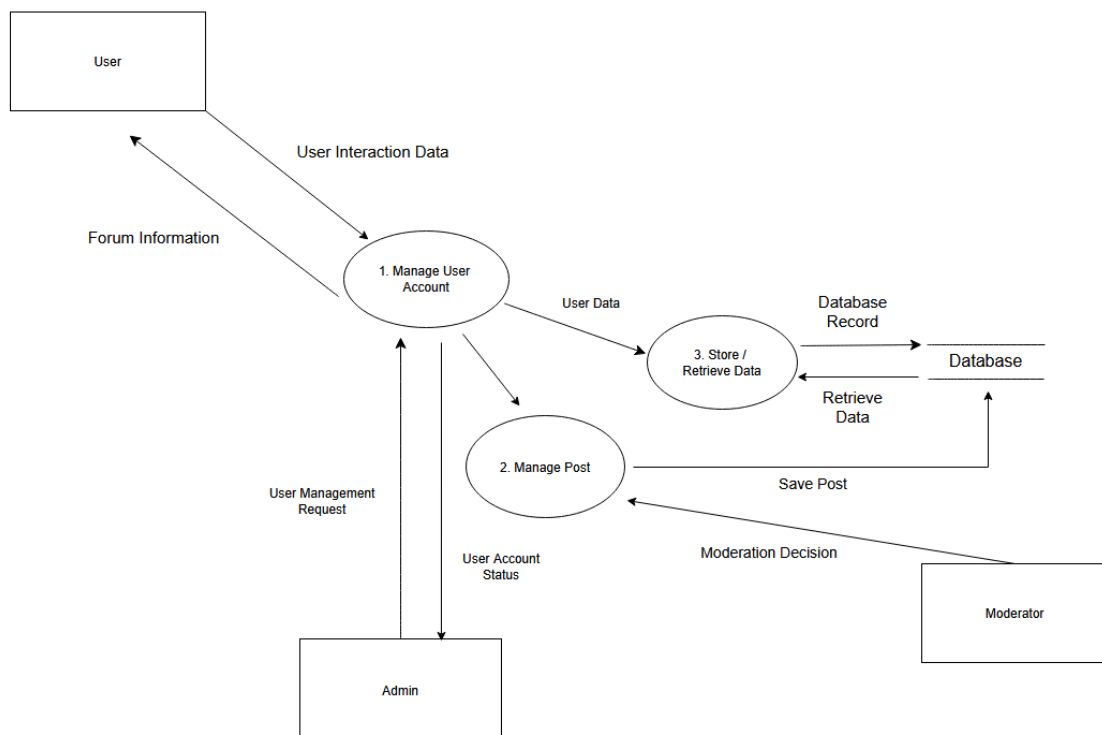 User
User Interaction Data
Forum Information
1. Manage User
Account
User Data
Database
Record
3. Store /
Retrieve Data
Database
Retrieve
Data
2. Manage Post
Save Post
User Management
Request
Moderation Decision
User Account
Status
Moderator
Admin